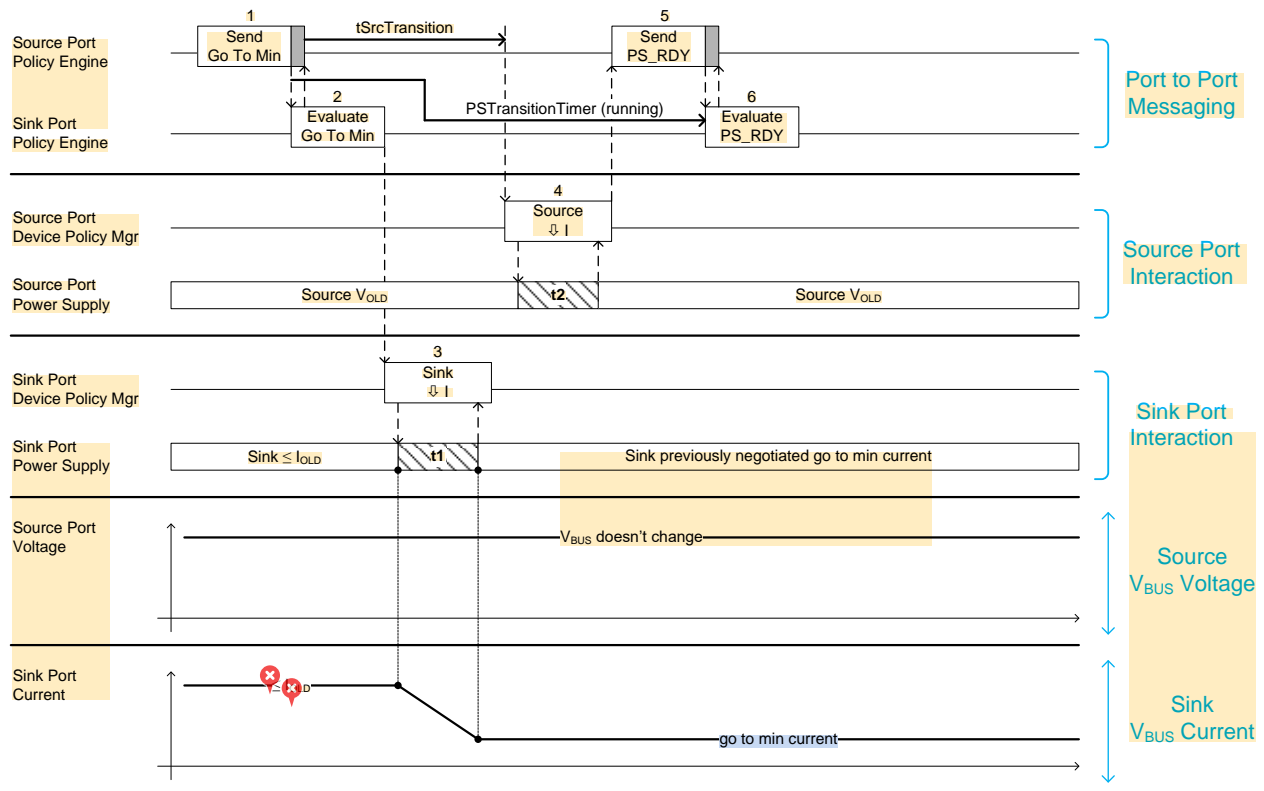 1
5
Source Port
Policy Engine
Send
Go To Min
tSrcTransition
Send
PS_RDY
Port to Port
Messaging
2
PSTransitionTimer (running)
6
Sink Port
Policy Engine
Evaluate
Go To Min
Evaluate
PS_RDY
4
Source Port
Device Policy Mgr
Source
⇩ I
Source Port
Interaction
Source Port
Power Supply
Source VOLD
t2
Source VOLD
3
Sink Port
Device Policy Mgr
Sink
⇩ I
Sink Port
Interaction
Sink Port
Power Supply
Sink ≤ IOLD
t1
Sink previously negotiated go to min current
Source Port
Voltage
VBUS doesn’t change
Source
VBUS Voltage
Sink Port
Current
go to min current
Sink
VBUS Current